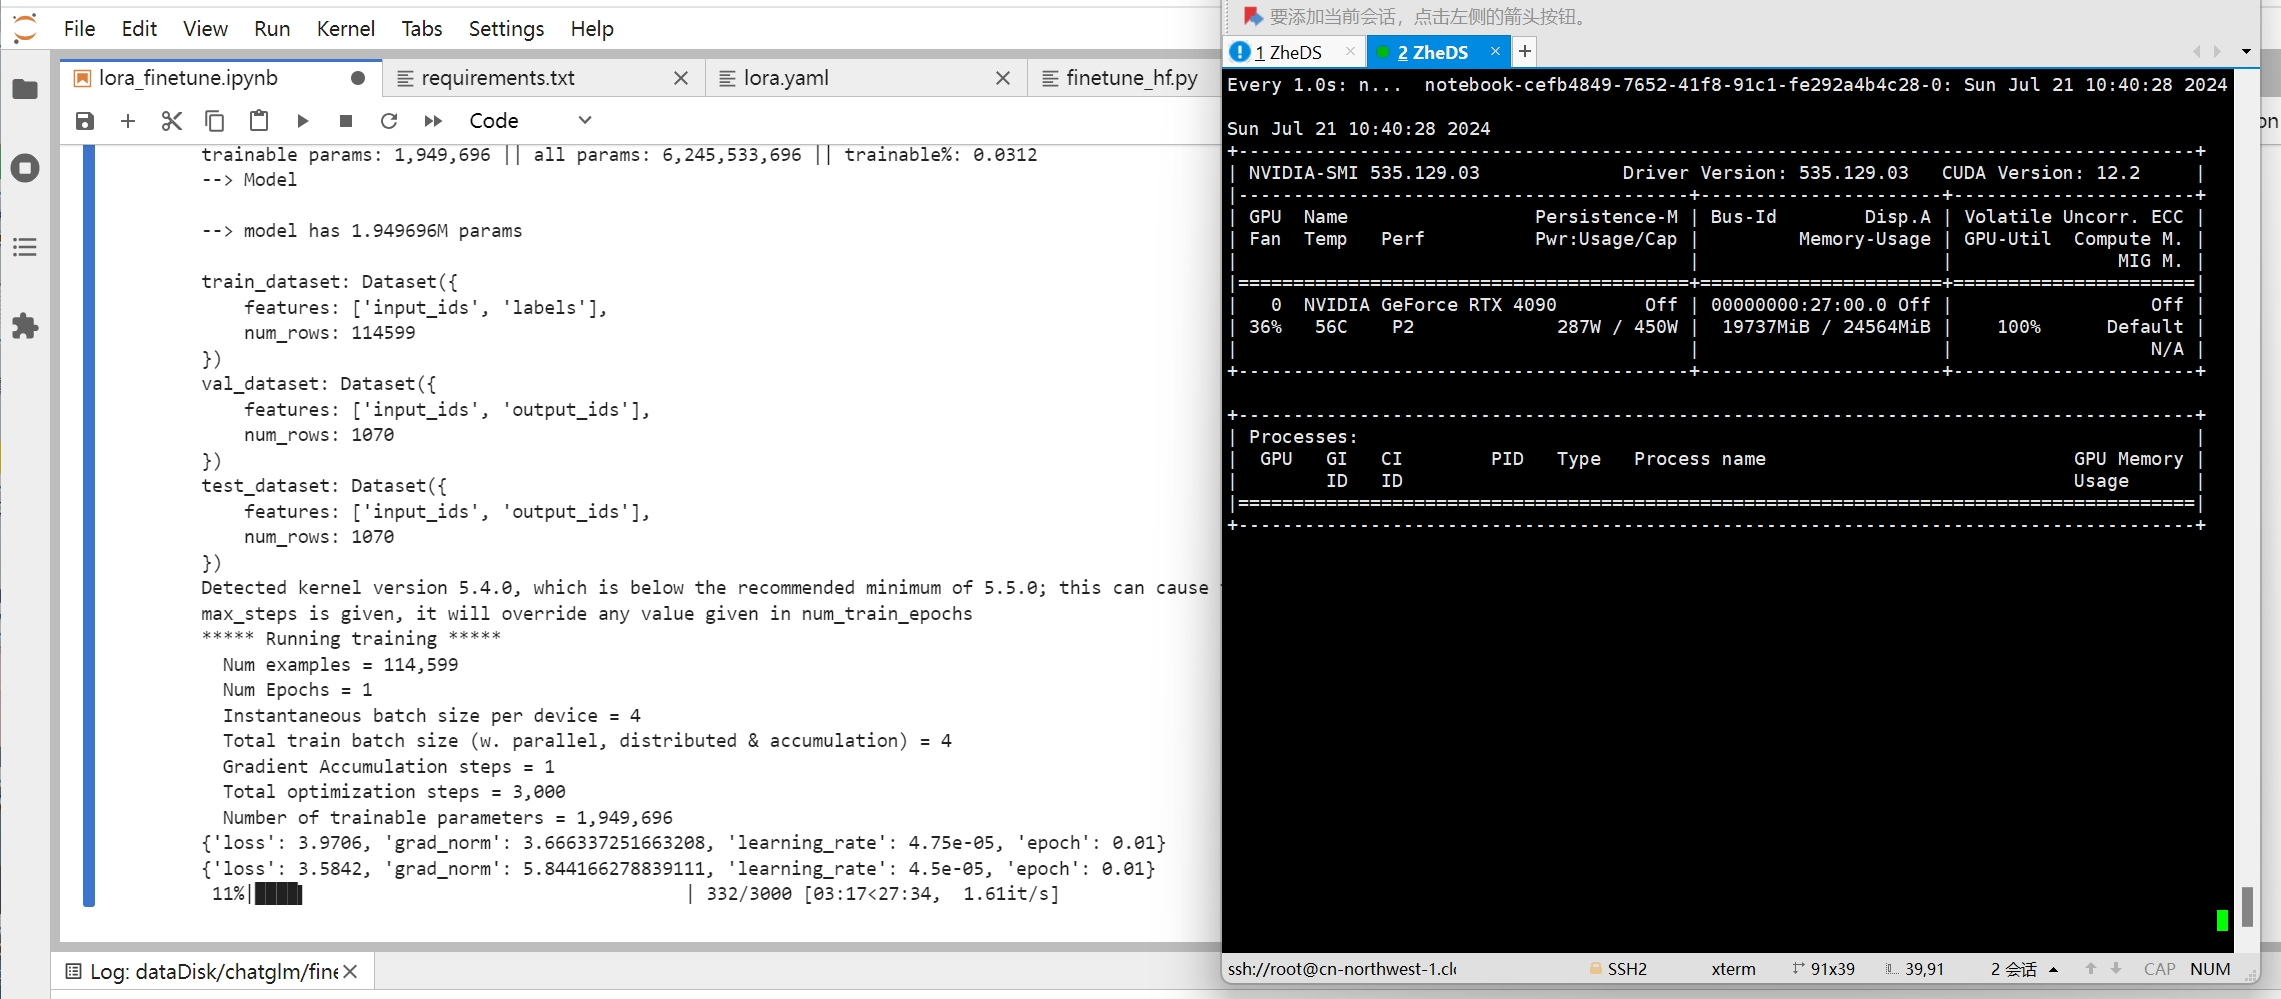 File Edit View Run Kernel Tabs Settings Help
lora_finetune.ipynb requirements.txt lora.yaml finetune_hf.py
Code
trainable params: 1,949,696 || all params: 6,245,533,696 || trainable%: 0.0312
--> Model
--> model has 1.949696M params
train_dataset: Dataset({
    features: ['input_ids', 'labels'],
    num_rows: 114599
})
val_dataset: Dataset({
    features: ['input_ids', 'output_ids'],
    num_rows: 1070
})
test_dataset: Dataset({
    features: ['input_ids', 'output_ids'],
    num_rows: 1070
})
Detected kernel version 5.4.0, which is below the recommended minimum of 5.5.0; this can cause
max_steps is given, it will override any value given in num_train_epochs
***** Running training *****
  Num examples = 114,599
  Num Epochs = 1
  Instantaneous batch size per device = 4
  Total train batch size (w. parallel, distributed & accumulation) = 4
  Gradient Accumulation steps = 1
  Total optimization steps = 3,000
  Number of trainable parameters = 1,949,696
{'loss': 3.9706, 'grad_norm': 3.666337251663208, 'learning_rate': 4.75e-05, 'epoch': 0.01}
{'loss': 3.5842, 'grad_norm': 5.844166278839111, 'learning_rate': 4.5e-05, 'epoch': 0.01}
 11%| | 332/3000 [03:17<27:34, 1.61it/s]
Log: dataDisk/chatglm/fine
要添加当前会话，点击左侧的箭头按钮。
1 ZheDS 2 ZheDS +
Every 1.0s: n... notebook-cefb4849-7652-41f8-91c1-fe292a4b4c28-0: Sun Jul 21 10:40:28 2024
Sun Jul 21 10:40:28 2024
| NVIDIA-SMI 535.129.03 Driver Version: 535.129.03 CUDA Version: 12.2 |
| GPU Name Persistence-M | Bus-Id Disp.A | Volatile Uncorr. ECC |
| Fan Temp Perf Pwr:Usage/Cap | Memory-Usage | GPU-Util Compute M. |
| | | MIG M. |
| 0 NVIDIA GeForce RTX 4090 Off | 00000000:27:00.0 Off | Off |
| 36% 56C P2 287W / 450W | 19737MiB / 24564MiB | 100% Default |
| | | N/A |
| Processes: |
| GPU GI CI PID Type Process name GPU Memory |
| ID ID Usage |
ssh://root@cn-northwest-1.clo SSH2 xterm 91x39 39,91 2 会话 CAP NUM
on